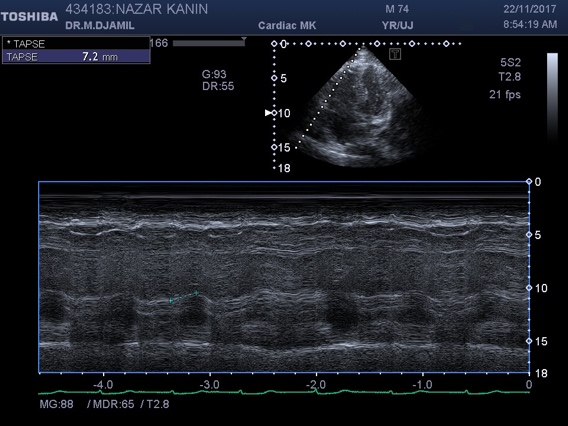 TOSHIBA 434183:NAZAR KANIN M 74 22/11/2017
DR.M.DJAMIL Cardiac MK YR/UJ 8:54:19 AM
* TAPSE 166
TAPSE 7.2 mm
G:93
DR:55
0
5
10
15
18
T
5S2
T2.8
21 fps
0
5
10
15
18
-4.0 -3.0 -2.0 -1.0 0
MG:88 / MDR:65 / T2.8